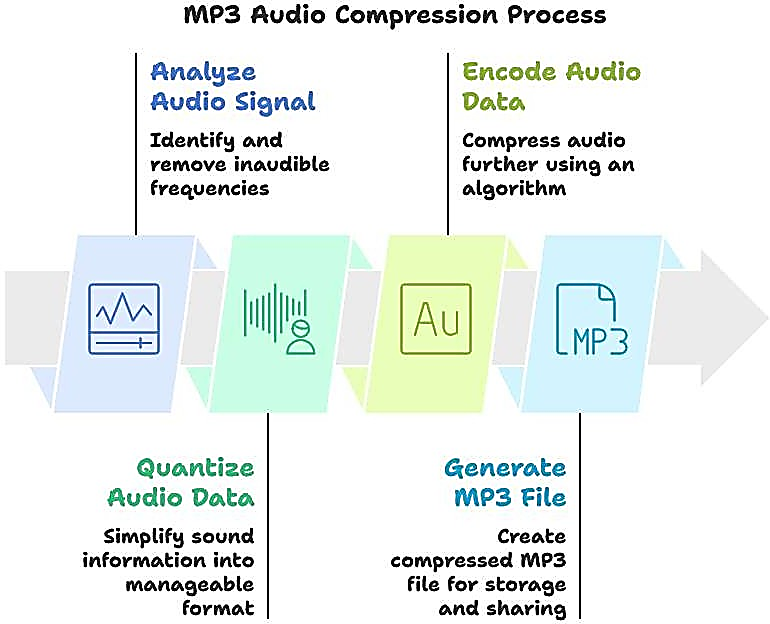 MP3 Audio Compression Process
Analyze
Audio Signal
Identify and
remove inaudible
frequencies
Encode Audio
Data
Compress audio
further using an
algorithm
Au
MP3
Quantize
Audio Data
Simplify sound
information into
manageable
format
Generate
MP3 File
Create
compressed MP3
file for storage
and sharing